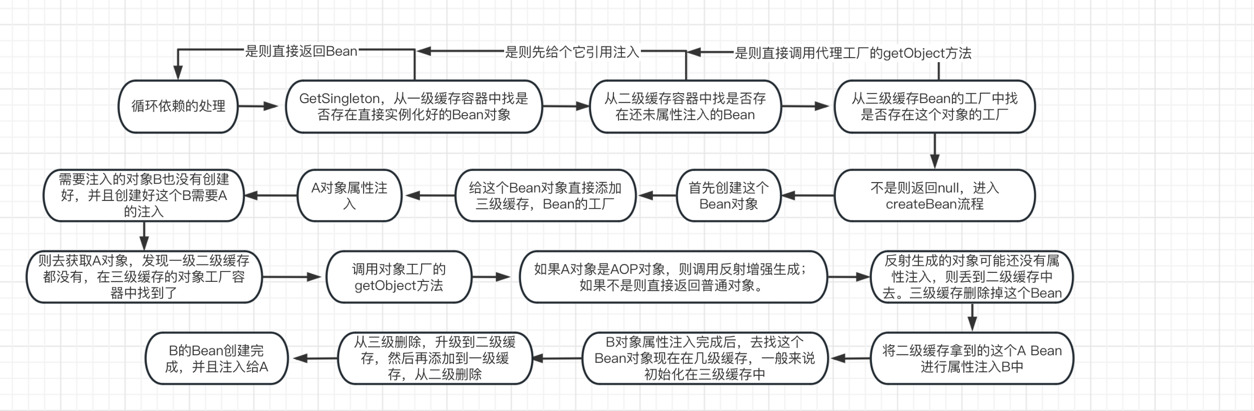 是则直接返回Bean
是则先给个它引用注入
是则直接调用代理工厂的getObject方法
循环依赖的处理
GetSingleton，从一级缓存容器中找是
否存在直接实例化好的Bean对象
从二级缓存容器中找是否存
在还未属性注入的Bean
从三级缓存Bean的工厂中找
是否存在这个对象的工厂
不是则返回null，进入
createBean流程
首先创建这个
Bean对象
给这个Bean对象直接添加
三级缓存，Bean的工厂
A对象属性注
入
需要注入的对象B也没有创建
好，并且创建好这个B需要A
的注入
则去获取A对象，发现一级二级缓存
都没有，在三级缓存的对象工厂容
器中找到了
调用对象工厂的
getObject方法
如果A对象是AOP对象，则调用反射增强生成；
如果不是则直接返回普通对象。
反射生成的对象可能还没有属
性注入，则丢到二级缓存中
去。三级缓存删除掉这个Bean
将二级缓存拿到的这个A Bean
进行属性注入B中
B对象属性注入完成后，去找这个
Bean对象现在在几级缓存，一般来说
初始化在三级缓存中
从三级删除，升级到二级缓
存，然后再添加到一级缓
存，从二级删除
B的Bean创建完
成，并且注入给A